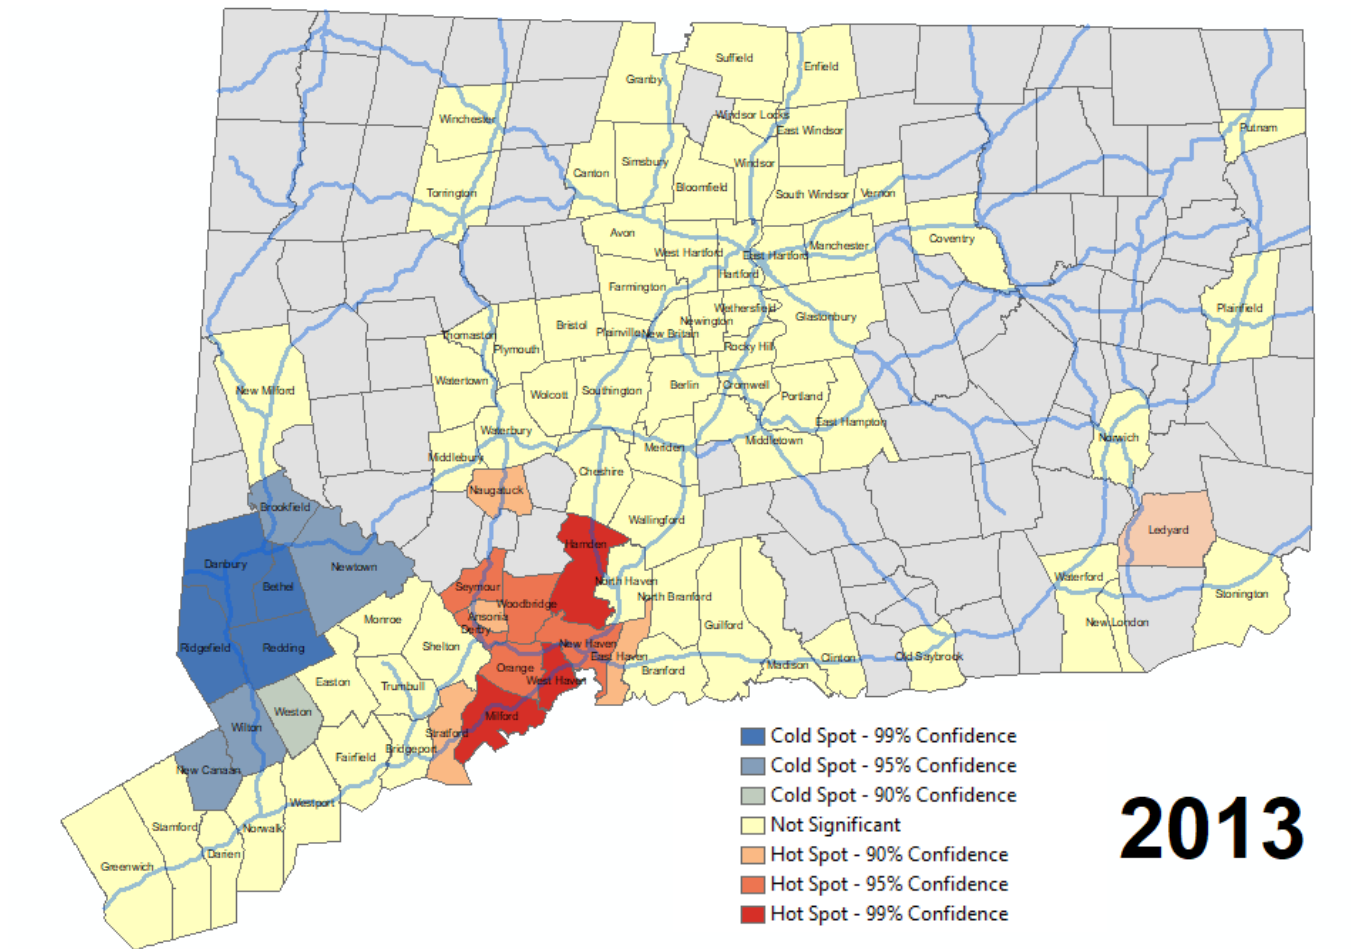 Suffield
Enfield
Granby
Winchester
Windsor Locks
East Windsor
Putnam
Simsbury
Windsor
Canton
Bloomfield
Torrington
South Windsor
Vernon
Avon
West Hartford
East Hartford
Manchester
Coventry
Hartford
Farmington
Wethersfield
Glastonbury
Plainfield
Newington
Bristol
Plainville
New Britain
Thomaston
Plymouth
Rocky Hill
New Milford
Watertown
Wolcott
Southington
Berlin
Cromwell
Portland
East Hampton
Waterbury
Meriden
Middletown
Norwich
Middlebury
Cheshire
Naugatuck
Brookfield
Wallingford
Ledyard
Hamden
Danbury
Newtown
Bethel
Seymour
North Haven
Waterford
Woodbridge
North Branford
Stonington
Monroe
Ansonia
Guilford
New London
Derby
Ridgefield
Redding
Shelton
New Haven
East Haven
Old Saybrook
Clinton
Madison
Orange
Branford
Easton
Trumbull
West Haven
Weston
Milford
Wilton
Stratford
Bridgeport
Fairfield
New Canaan
Westport
Stamford
Norwalk
Darien
Greenwich
Cold Spot - 99% Confidence
Cold Spot - 95% Confidence
Cold Spot - 90% Confidence
Not Significant
Hot Spot - 90% Confidence
Hot Spot - 95% Confidence
Hot Spot - 99% Confidence
2013